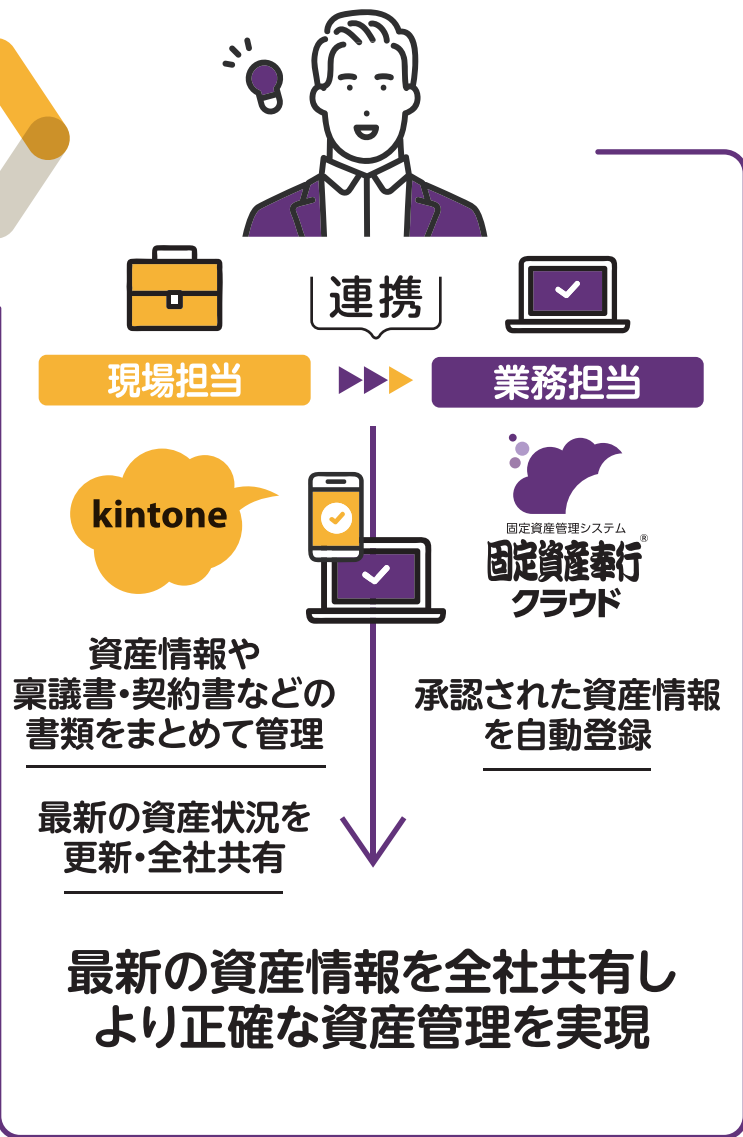 連携
現場担当
業務担当
kintone
資産情報や
稟議書・契約書などの
書類をまとめて管理
最新の資産状況を
更新・全社共有
固定資産管理システム
固定資産奉行®
クラウド
承認された資産情報
を自動登録
最新の資産情報を全社共有し
より正確な資産管理を実現